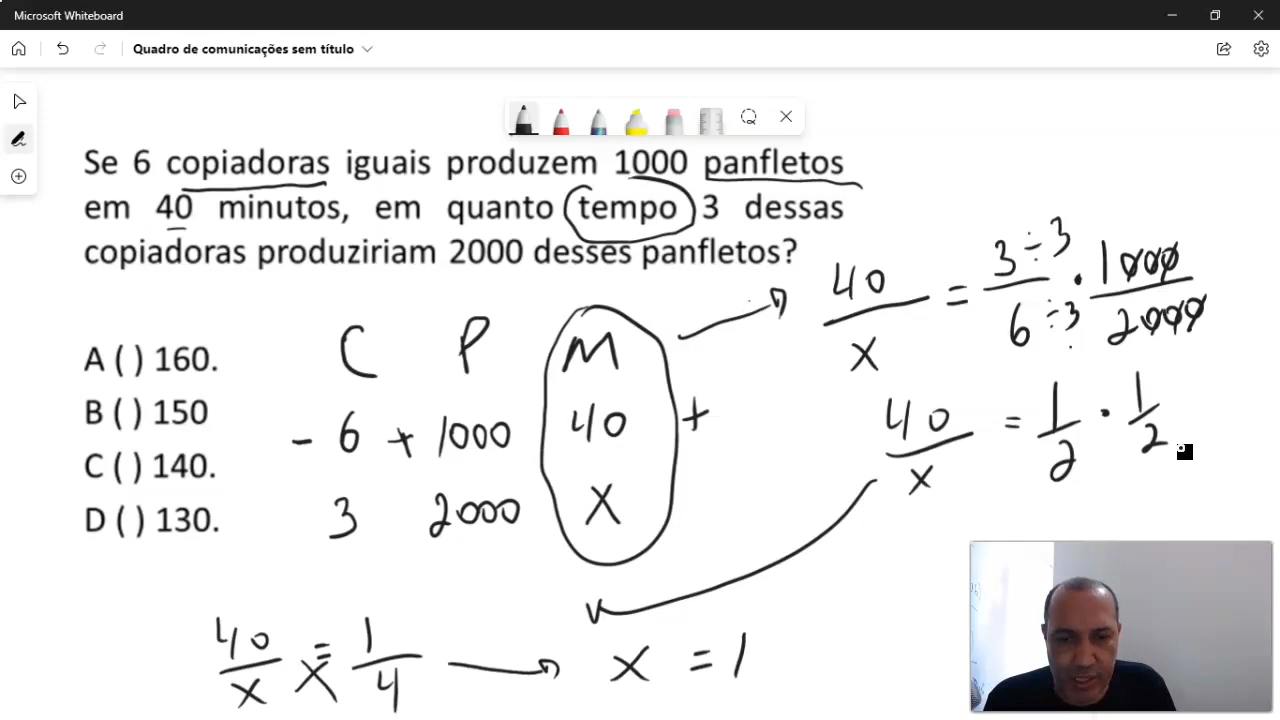 Microsoft Whiteboard
Quadro de comunicações sem título
Se 6 copiadoras iguais produzem 1000 panfletos
em 40 minutos, em quanto tempo 3 dessas
copiadoras produziriam 2000 desses panfletos?
A ( ) 160.
B ( ) 150
C ( ) 140.
D ( ) 130.
C P M
- 6 + 1000 40 +
3 2000 X
40/x = 3÷3/6÷3 . 1000/2000
40/x = 1/2 . 1/2
40/x = 1/4 → x = 1